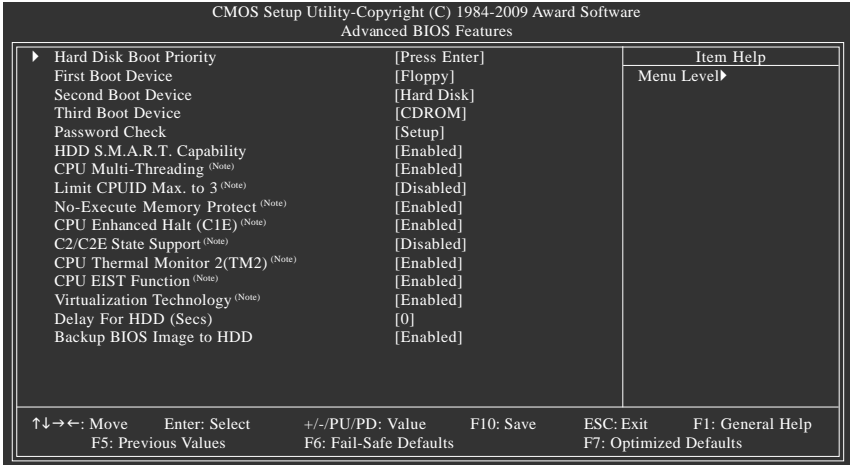 CMOS Setup Utility-Copyright (C) 1984-2009 Award Software
Advanced BIOS Features
Hard Disk Boot Priority [Press Enter]
First Boot Device [Floppy]
Second Boot Device [Hard Disk]
Third Boot Device [CDROM]
Password Check [Setup]
HDD S.M.A.R.T. Capability [Enabled]
CPU Multi-Threading (Note) [Enabled]
Limit CPUID Max. to 3 (Note) [Disabled]
No-Execute Memory Protect (Note) [Enabled]
CPU Enhanced Halt (C1E) (Note) [Enabled]
C2/C2E State Support (Note) [Disabled]
CPU Thermal Monitor 2(TM2) (Note) [Enabled]
CPU EIST Function (Note) [Enabled]
Virtualization Technology (Note) [Enabled]
Delay For HDD (Secs) [0]
Backup BIOS Image to HDD [Enabled]
Item Help
Menu Level
↑↓→←: Move Enter: Select +/-/PU/PD: Value F10: Save ESC: Exit F1: General Help
F5: Previous Values F6: Fail-Safe Defaults F7: Optimized Defaults